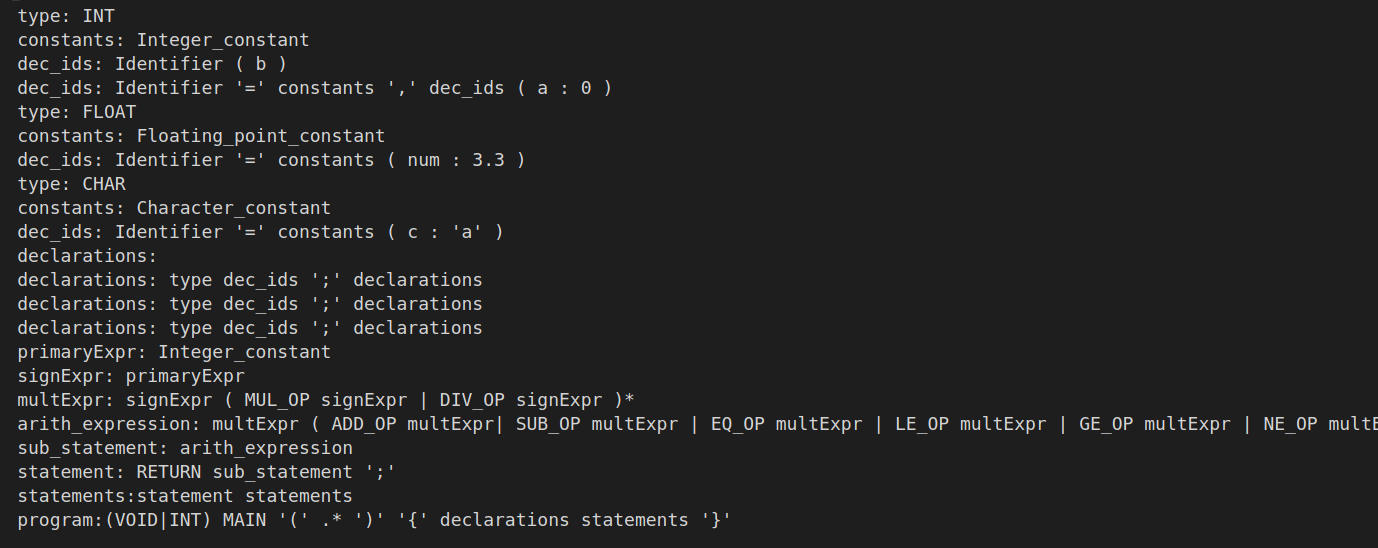 type: INT
constants: Integer_constant
dec_ids: Identifier ( b )
dec_ids: Identifier '=' constants ',' dec_ids ( a : 0 )
type: FLOAT
constants: Floating_point_constant
dec_ids: Identifier '=' constants ( num : 3.3 )
type: CHAR
constants: Character_constant
dec_ids: Identifier '=' constants ( c : 'a' )
declarations:
declarations: type dec_ids ';' declarations
declarations: type dec_ids ';' declarations
declarations: type dec_ids ';' declarations
primaryExpr: Integer_constant
signExpr: primaryExpr
multExpr: signExpr ( MUL_OP signExpr | DIV_OP signExpr )*
arith_expression: multExpr ( ADD_OP multExpr| SUB_OP multExpr | EQ_OP multExpr | LE_OP multExpr | GE_OP multExpr | NE_OP multE
sub_statement: arith_expression
statement: RETURN sub_statement ';'
statements:statement statements
program:(VOID|INT) MAIN '(' .* ')' '{' declarations statements '}'